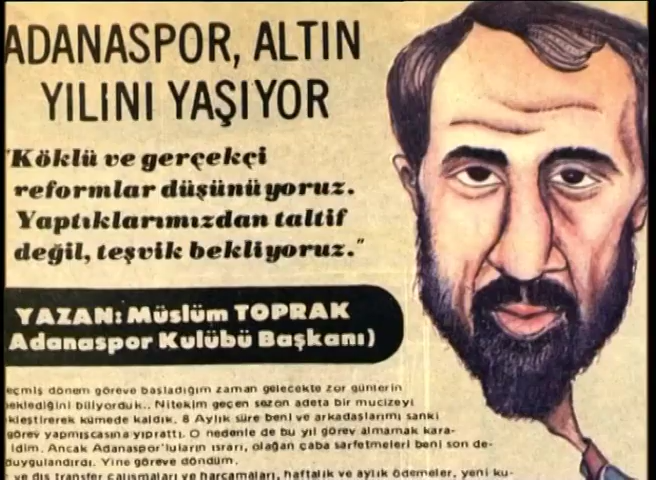 ADANASPOR, ALTIN
YILINI YAŞIYOR
"Köklü ve gerçekçi
reformlar düşünüyoruz.
Yaptıklarımızdan taltif
değil, teşvik bekliyoruz."
YAZAN: Müslüm TOPRAK
Adanaspor Kulübü Başkanı)
eçmiş dönem göreve başladığım zaman gelecekte zor günlerin
eklediğini biliyorduk.. Nitekim geçen sezon adeta bir mucizeyi
kleştirerek kümede kaldık. 8 Aylık süre beni ve arkadaşlarımı sanki
görev yapmışcasına yıprattı. O nedenle de bu yıl görev almamak kara-
ıdım. Ancak Adanaspor'luların ısrarı, olağan çaba sarfetmeleri beni son de-
duygulandırdı. Yine göreve döndüm.
ve dış transfer çalışmaları ve harcamaları, haftalık ve aylık ödemeler, yeni ku-